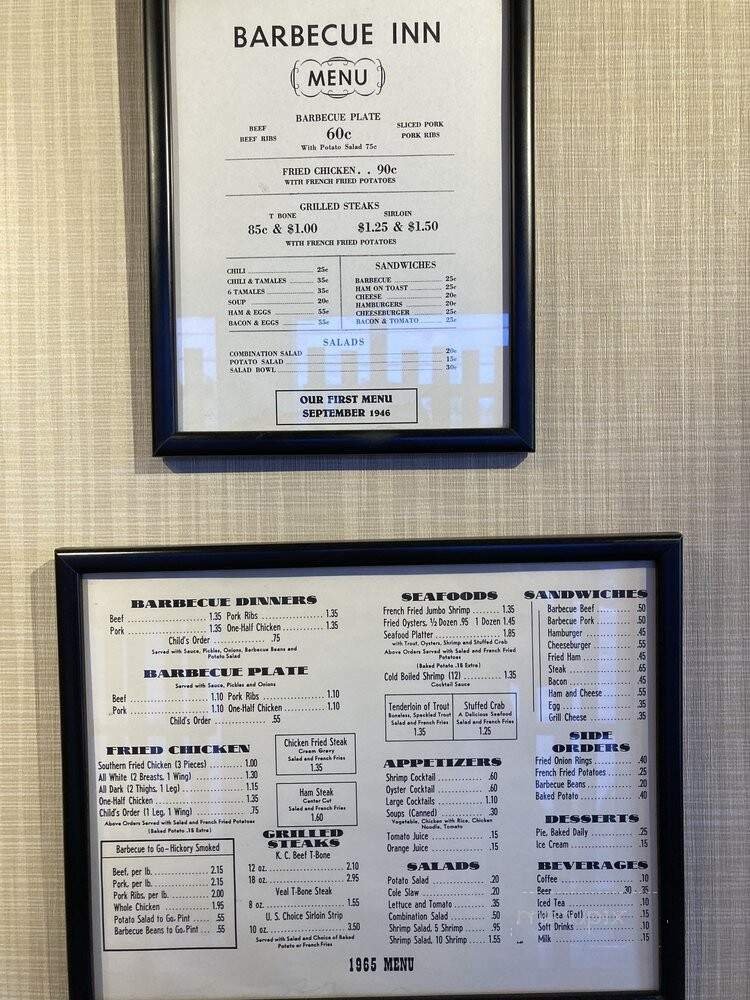 BARBECUE INN
MENU
BARBECUE PLATE
BEEF 60c SLICED PORK
BEEF RIBS PORK RIBS
With Potato Salad 75c
FRIED CHICKEN. . 90c
WITH FRENCH FRIED POTATOES
GRILLED STEAKS
T BONE SIRLOIN
85c & $1.00 $1.25 & $1.50
WITH FRENCH FRIED POTATOES
CHILI 25c
CHILI & TAMALES 35c
6 TAMALES 35c
SOUP 20c
HAM & EGGS 55c
BACON & EGGS 55c
SANDWICHES
BARBECUE 25c
HAM ON TOAST 25c
CHEESE 20c
HAMBURGERS 20c
CHEESEBURGER 25c
BACON & TOMATO 25c
SALADS
COMBINATION SALAD 20c
POTATO SALAD 15c
SALAD BOWL 30c
OUR FIRST MENU
SEPTEMBER 1946
BARBECUE DINNERS
Beef 1.35 Pork Ribs 1.35
Pork 1.35 One-Half Chicken 1.35
Child's Order .75
Served with Sauce, Pickles, Onions, Barbecue Beans and
Potato Salad
BARBECUE PLATE
Served with Sauce, Pickles and Onions
Beef 1.10 Pork Ribs 1.10
Pork 1.10 One-Half Chicken 1.10
Child's Order .55
FRIED CHICKEN
Southern Fried Chicken (3 Pieces) 1.00
All White (2 Breasts, 1 Wing) 1.30
All Dark (2 Thighs, 1 Leg) 1.15
One-Half Chicken 1.35
Child's Order (1 Leg, 1 Wing) .75
Above Orders Served with Salad and French Fried Potatoes
(Baked Potato .15 Extra)
Barbecue to Go-Hickory Smoked
Beef, per lb. 2.15
Pork, per lb. 2.15
Pork Ribs, per lb. 2.00
Whole Chicken 1.95
Potato Salad to Go, Pint .55
Barbecue Beans to Go, Pint .55
Chicken Fried Steak
Cream Gravy
Salad and French Fries
1.35
Ham Steak
Center Cut
Salad and French Fries
1.60
GRILLED
STEAKS
K. C. Beef T-Bone
12 oz. 2.10
18 oz. 2.95
Veal T-Bone Steak
8 oz. 1.55
U. S. Choice Sirloin Strip
10 oz. 3.50
Served with Salad and Choice of Baked
Potato or French Fries
SEAFOODS
French Fried Jumbo Shrimp 1.35
Fried Oysters, ½ Dozen .95 1 Dozen 1.45
Seafood Platter 1.85
with Trout, Oysters, Shrimp and Stuffed Crab
Above Orders Served with Salad and French Fried
Potatoes
(Baked Potato .15 Extra)
Cold Boiled Shrimp (12) 1.35
Cocktail Sauce
Tenderloin of Trout
Boneless, Speckled Trout
Salad and French Fries
1.35
Stuffed Crab
A Delicious Seafood
Salad and French Fries
1.25
APPETIZERS
Shrimp Cocktail .60
Oyster Cocktail .60
Large Cocktails 1.10
Soups (Canned) .30
Vegetable, Chicken with Rice, Chicken
Noodle, Tomato
Tomato Juice .15
Orange Juice .15
SALADS
Potato Salad .20
Cole Slaw .20
Lettuce and Tomato .35
Combination Salad .50
Shrimp Salad, 5 Shrimp .95
Shrimp Salad, 10 Shrimp 1.55
SANDWICHES
Barbecue Beef .50
Barbecue Pork .50
Hamburger .45
Cheeseburger .55
Fried Ham .45
Steak .65
Bacon .45
Ham and Cheese .55
Egg .35
Grill Cheese .35
SIDE
ORDERS
Fried Onion Rings .40
French Fried Potatoes .25
Barbecue Beans .20
Baked Potato .40
DESSERTS
Pie, Baked Daily .25
Ice Cream .15
BEVERAGES
Coffee .10
Beer .30 .35
Iced Tea .10
Hot Tea (Pot) .15
Soft Drinks .10
Milk .15
1965 MENU